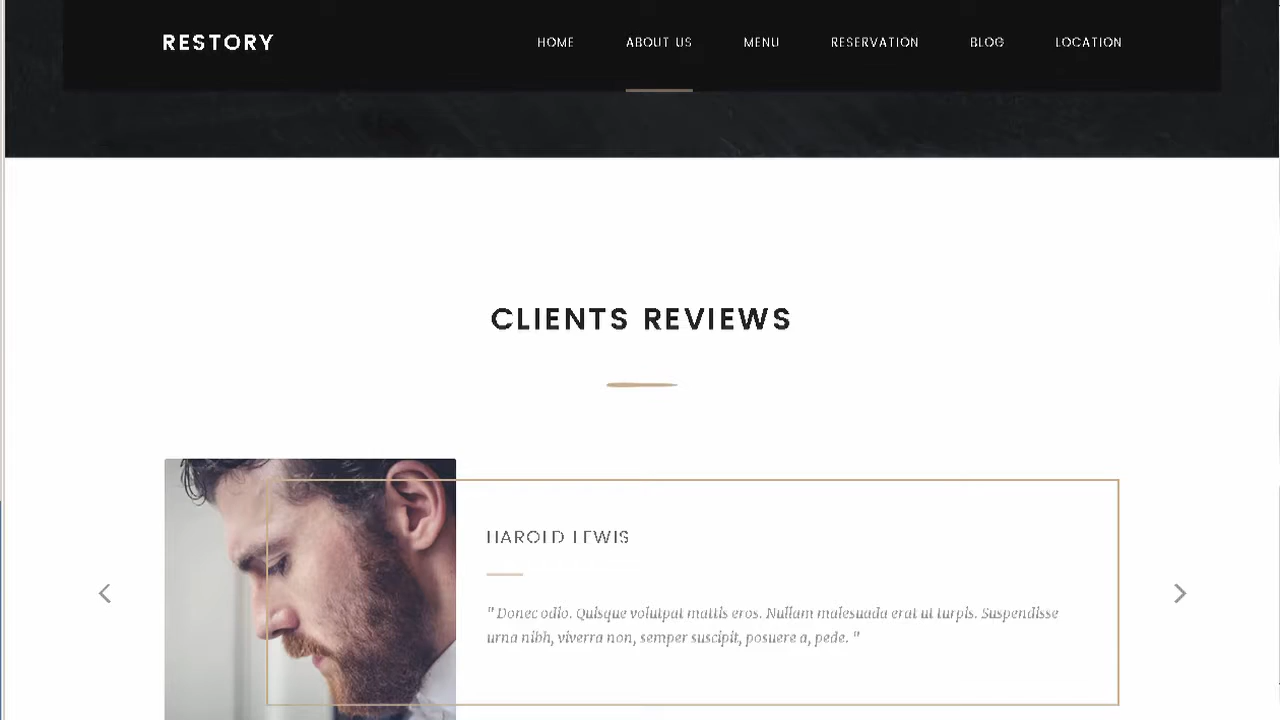 RESTORY
HOME ABOUT US MENU RESERVATION BLOG LOCATION
CLIENTS REVIEWS
HAROLD LEWIS
" Donec odio. Quisque volutpat mattis eros. Nullam malesuada erat ut turpis. Suspendisse
urna nibh, viverra non, semper suscipit, posuere a, pede. "